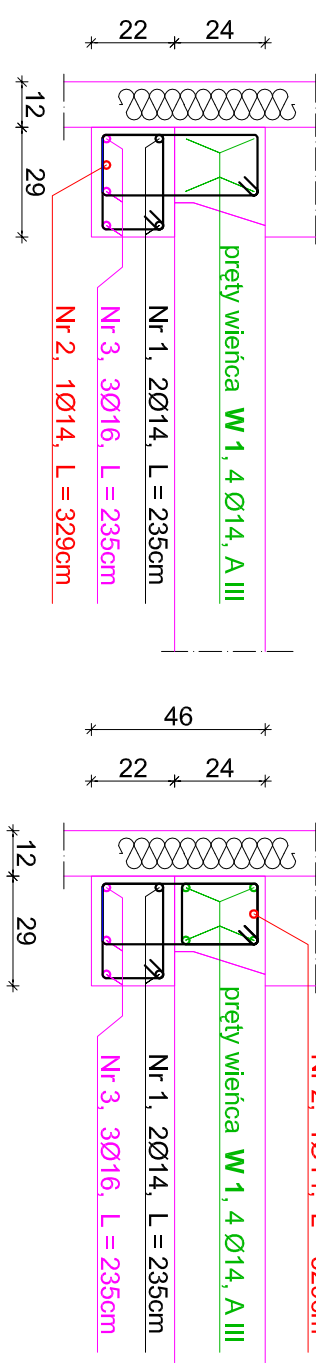 22
24
12
29
pręty wieńca W 1, 4 Ø14, A III
Nr 1, 2Ø14, L = 235cm
Nr 3, 3Ø16, L = 235cm
Nr 2, 1Ø14, L = 329cm
46
22
24
12
29
pręty wieńca W 1, 4 Ø14, A III
Nr 1, 2Ø14, L = 235cm
Nr 3, 3Ø16, L = 235cm